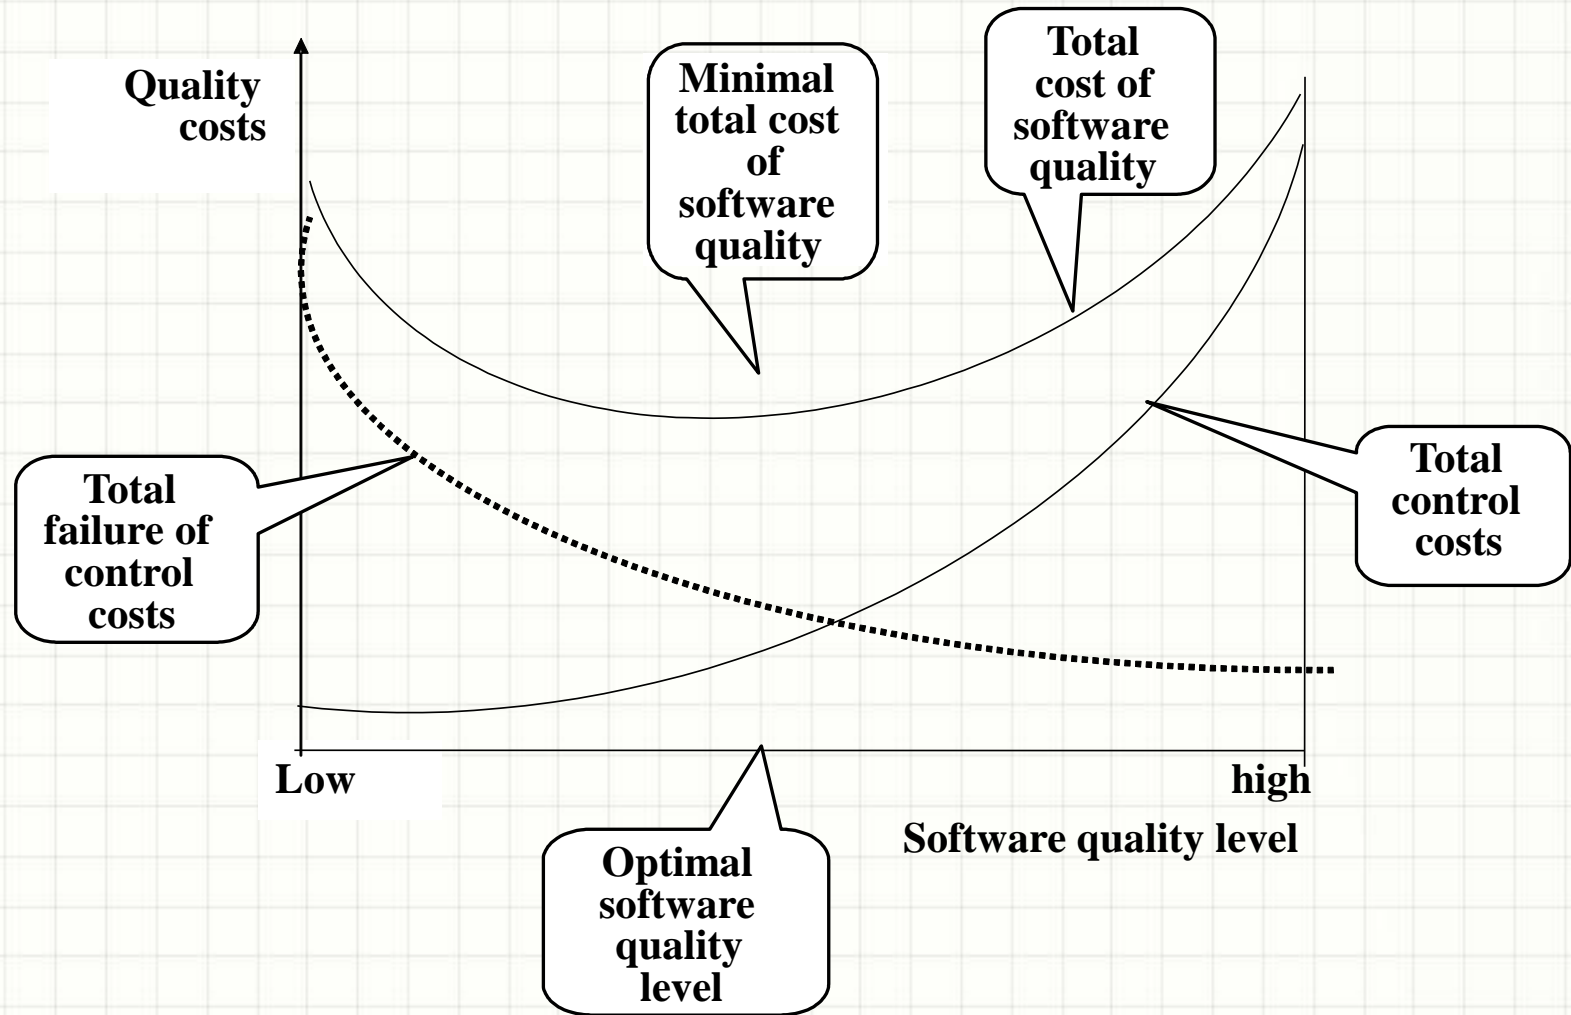 Quality
costs
Minimal
total cost
of
software
quality
Total
cost of
software
quality
Total
failure of
control
costs
Total
control
costs
Low
high
Software quality level
Optimal
software
quality
level